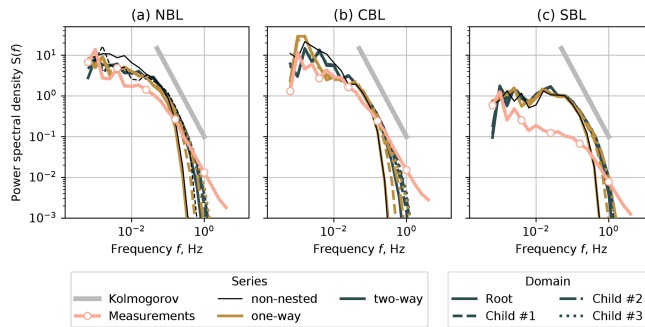 (a) NBL (b) CBL (c) SBL
Power spectral density S(f)
10¹
10⁰
10⁻¹
10⁻²
10⁻³
10⁻² 10⁰ 10⁻² 10⁰ 10⁻² 10⁰
Frequency f, Hz Frequency f, Hz Frequency f, Hz
Series Domain
Kolmogorov non-nested two-way Root Child #2
Measurements one-way Child #1 Child #3